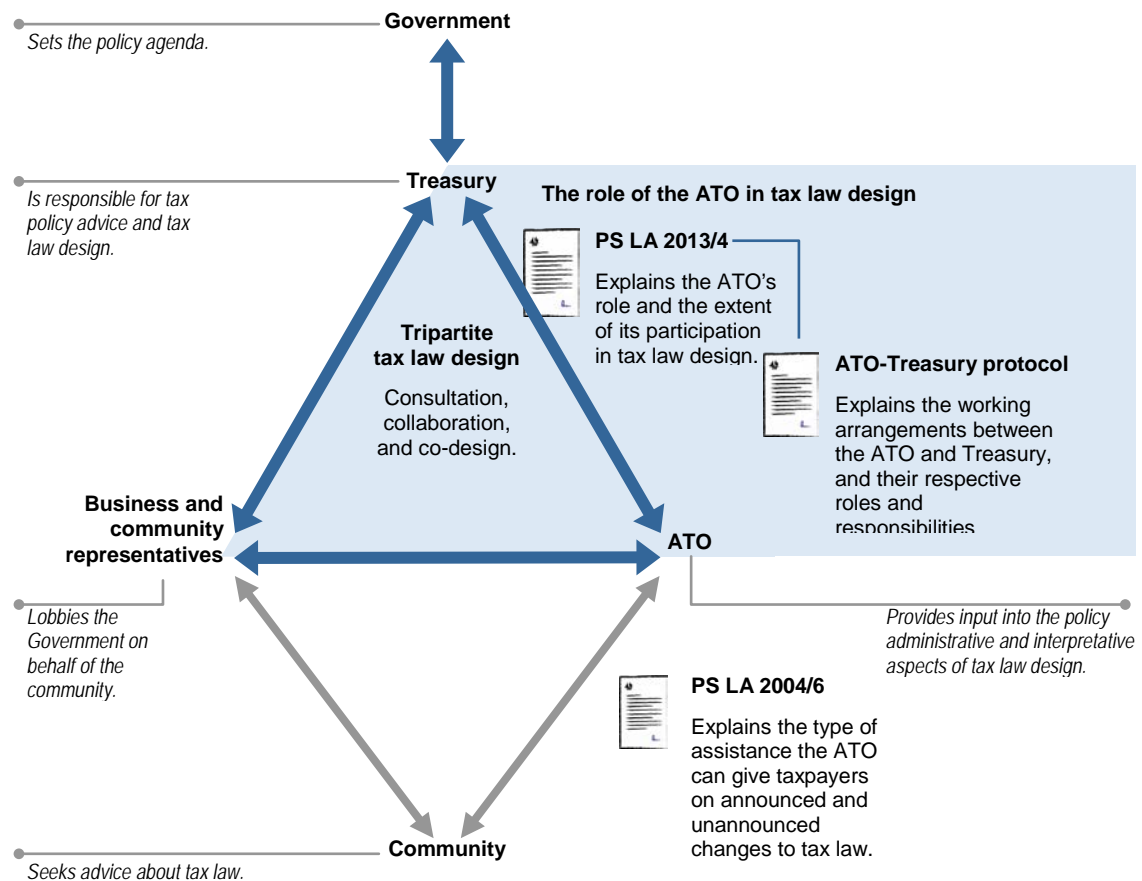 Government
Sets the policy agenda.
Treasury
Is responsible for tax
policy advice and tax
law design.
The role of the ATO in tax law design
PS LA 2013/4
Explains the ATO’s
role and the extent
of its participation
in tax law design.
Tripartite
tax law design
Consultation,
collaboration,
and co-design.
ATO-Treasury protocol
Explains the working
arrangements between
the ATO and Treasury,
and their respective
roles and
responsibilities
Business and
community
representatives
ATO
Lobbies the
Government on
behalf of the
community.
Provides input into the policy
administrative and interpretative
aspects of tax law design.
PS LA 2004/6
Explains the type of
assistance the ATO
can give taxpayers
on announced and
unannounced
changes to tax law.
Community
Seeks advice about tax law.